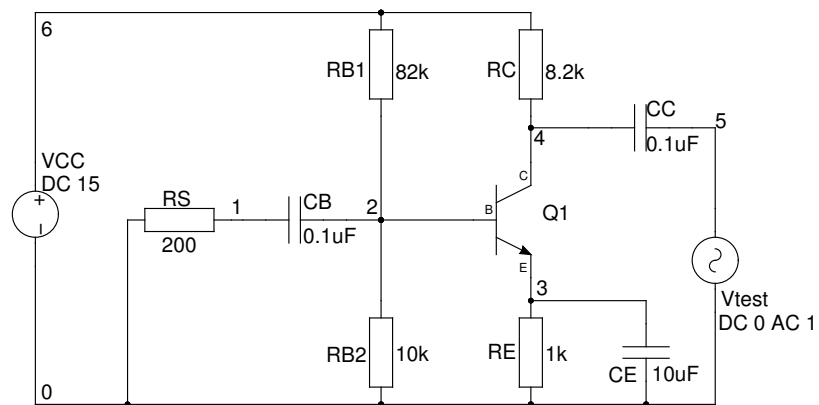 6
RB1
82k
RC
8.2k
CC
5
4
0.1uF
VCC
DC 15
RS
1
CB
2
C
B
Q1
200
0.1uF
E
3
Vtest
DC 0 AC 1
RB2
10k
RE
1k
CE
10uF
0